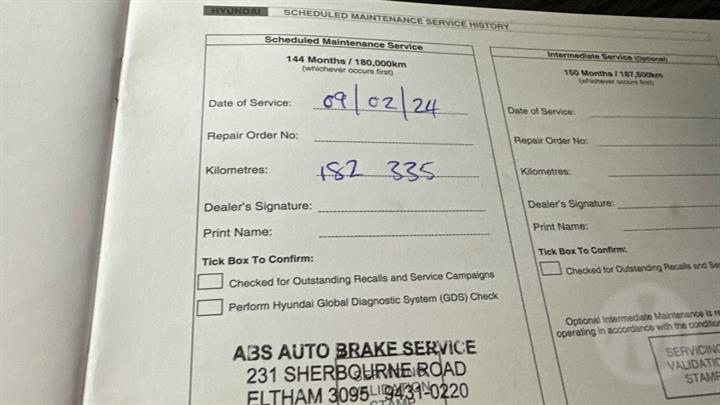 HYUNDAI SCHEDULED MAINTENANCE SERVICE HISTORY
Scheduled Maintenance Service
144 Months / 180,000km
(whichever occurs first)
Date of Service: 09/02/24
Repair Order No:
Kilometres: 182 335
Dealer's Signature:
Print Name:
Tick Box To Confirm:
Checked for Outstanding Recalls and Service Campaigns
Perform Hyundai Global Diagnostic System (GDS) Check
ABS AUTO BRAKE SERVICE
231 SHERBOURNE ROAD
ELTHAM 3095 9431-0220
STAMP
Intermediate Service (Optional)
150 Months / 187,500km
(whichever occurs first)
Date of Service:
Repair Order No:
Kilometres:
Dealer's Signature:
Print Name:
Tick Box To Confirm:
Checked for Outstanding Recalls and
Optional Intermediate Maintenance is
operating in accordance with the
SERVICING
VALIDATIO
STAMP